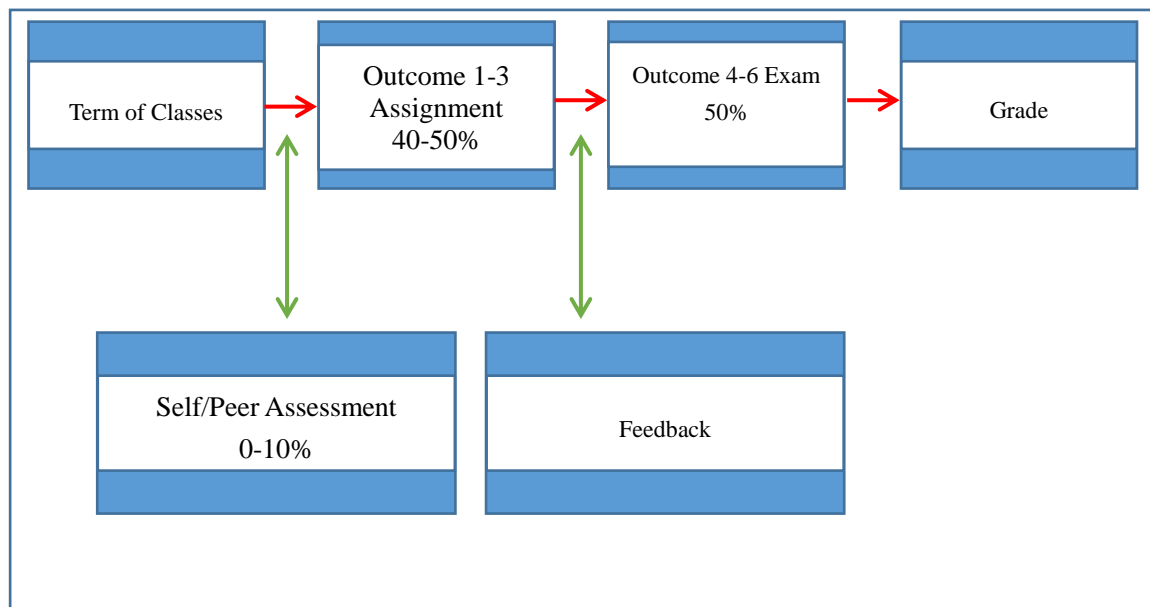 Term of Classes
Outcome 1-3
Assignment
40-50%
Outcome 4-6 Exam
50%
Grade
Self/Peer Assessment
0-10%
Feedback